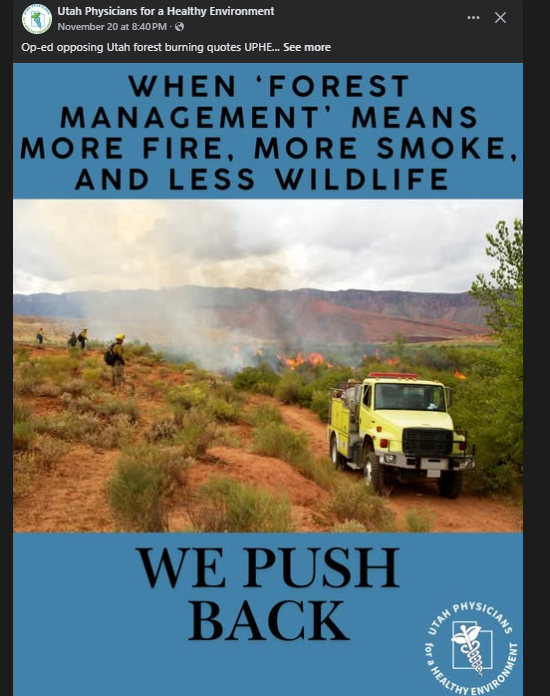 Utah Physicians for a Healthy Environment
November 20 at 8:40 PM ·
Op-ed opposing Utah forest burning quotes UPHE... See more
WHEN ‘FOREST
MANAGEMENT’ MEANS
MORE FIRE, MORE SMOKE,
AND LESS WILDLIFE
WE PUSH
BACK
UTAH PHYSICIANS
for a HEALTHY ENVIRONMENT